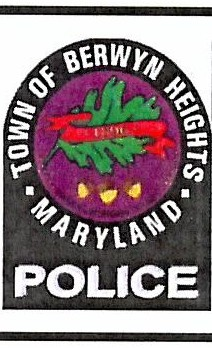 TOWN OF BERWYN HEIGHTS
MARYLAND
POLICE